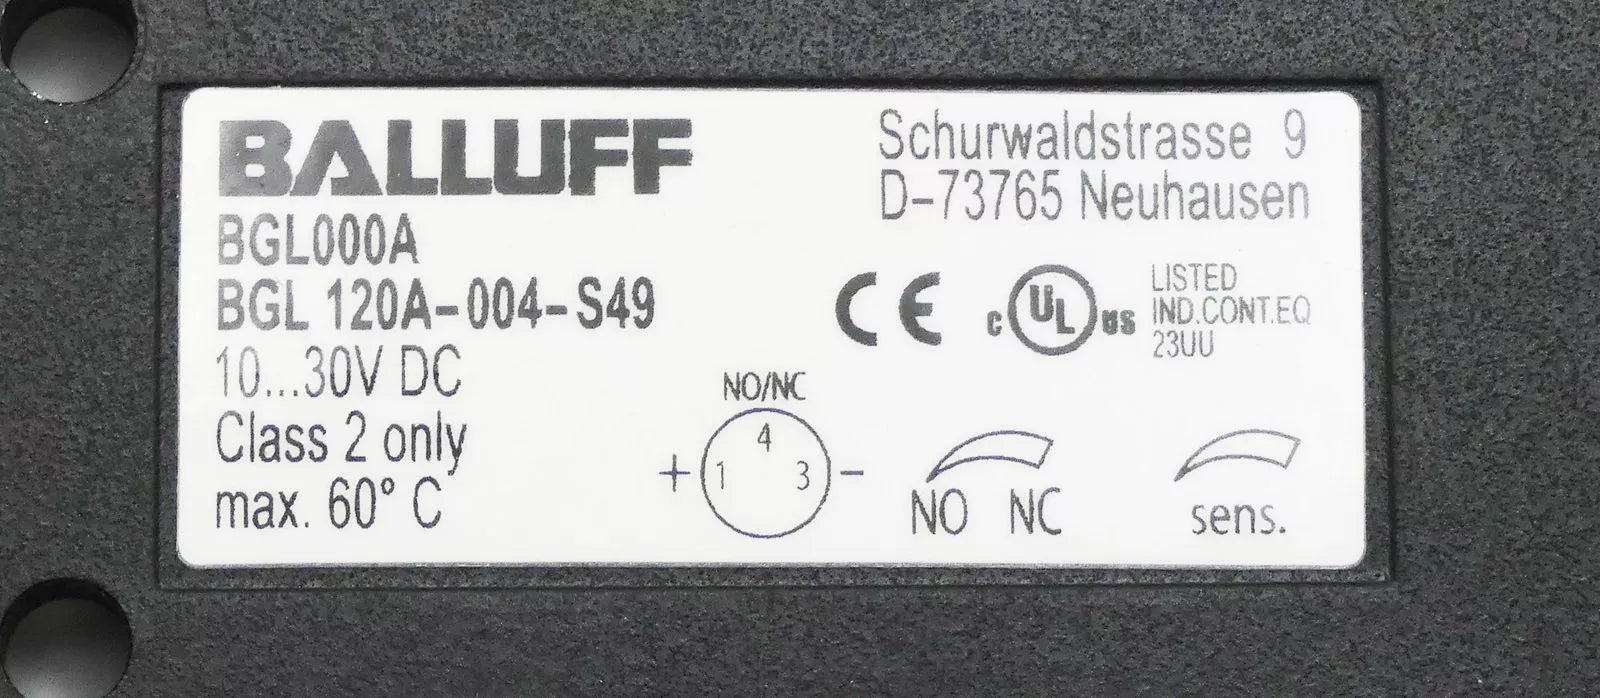 BALLUFF
Schurwaldstrasse 9
D-73765 Neuhausen
BGL000A
BGL 120A-004-S49
10...30V DC
Class 2 only
max. 60° C
CE
c UL us
LISTED
IND.CONT.EQ
23UU
NO/NC
4
+ 1 3 -
NO NC
sens.